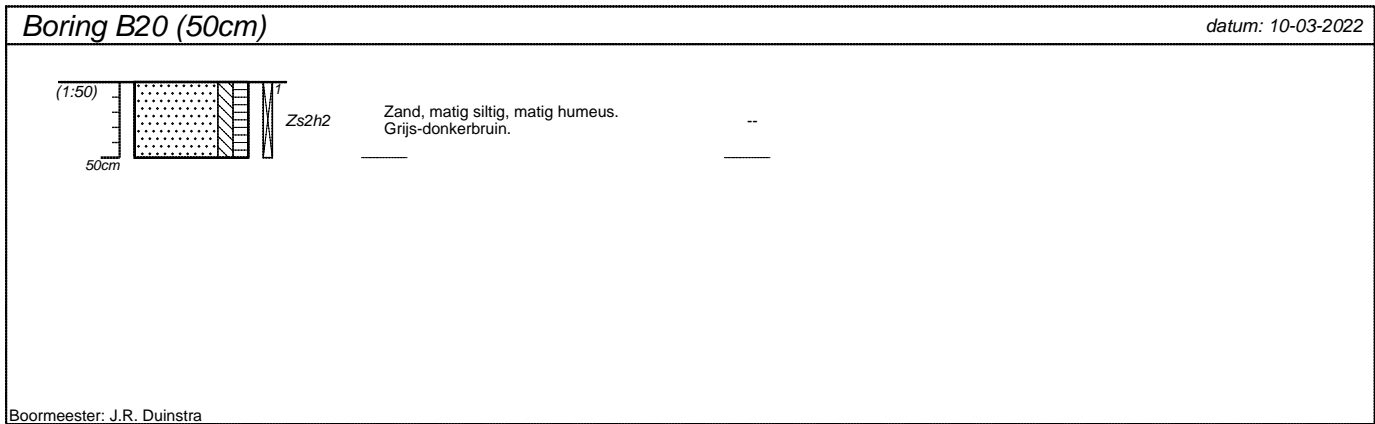 Boring B20 (50cm)
datum: 10-03-2022
(1:50)
1
Zs2h2
Zand, matig siltig, matig humeus.
Grijs-donkerbruin.
--
50cm
Boormeester: J.R. Duinstra